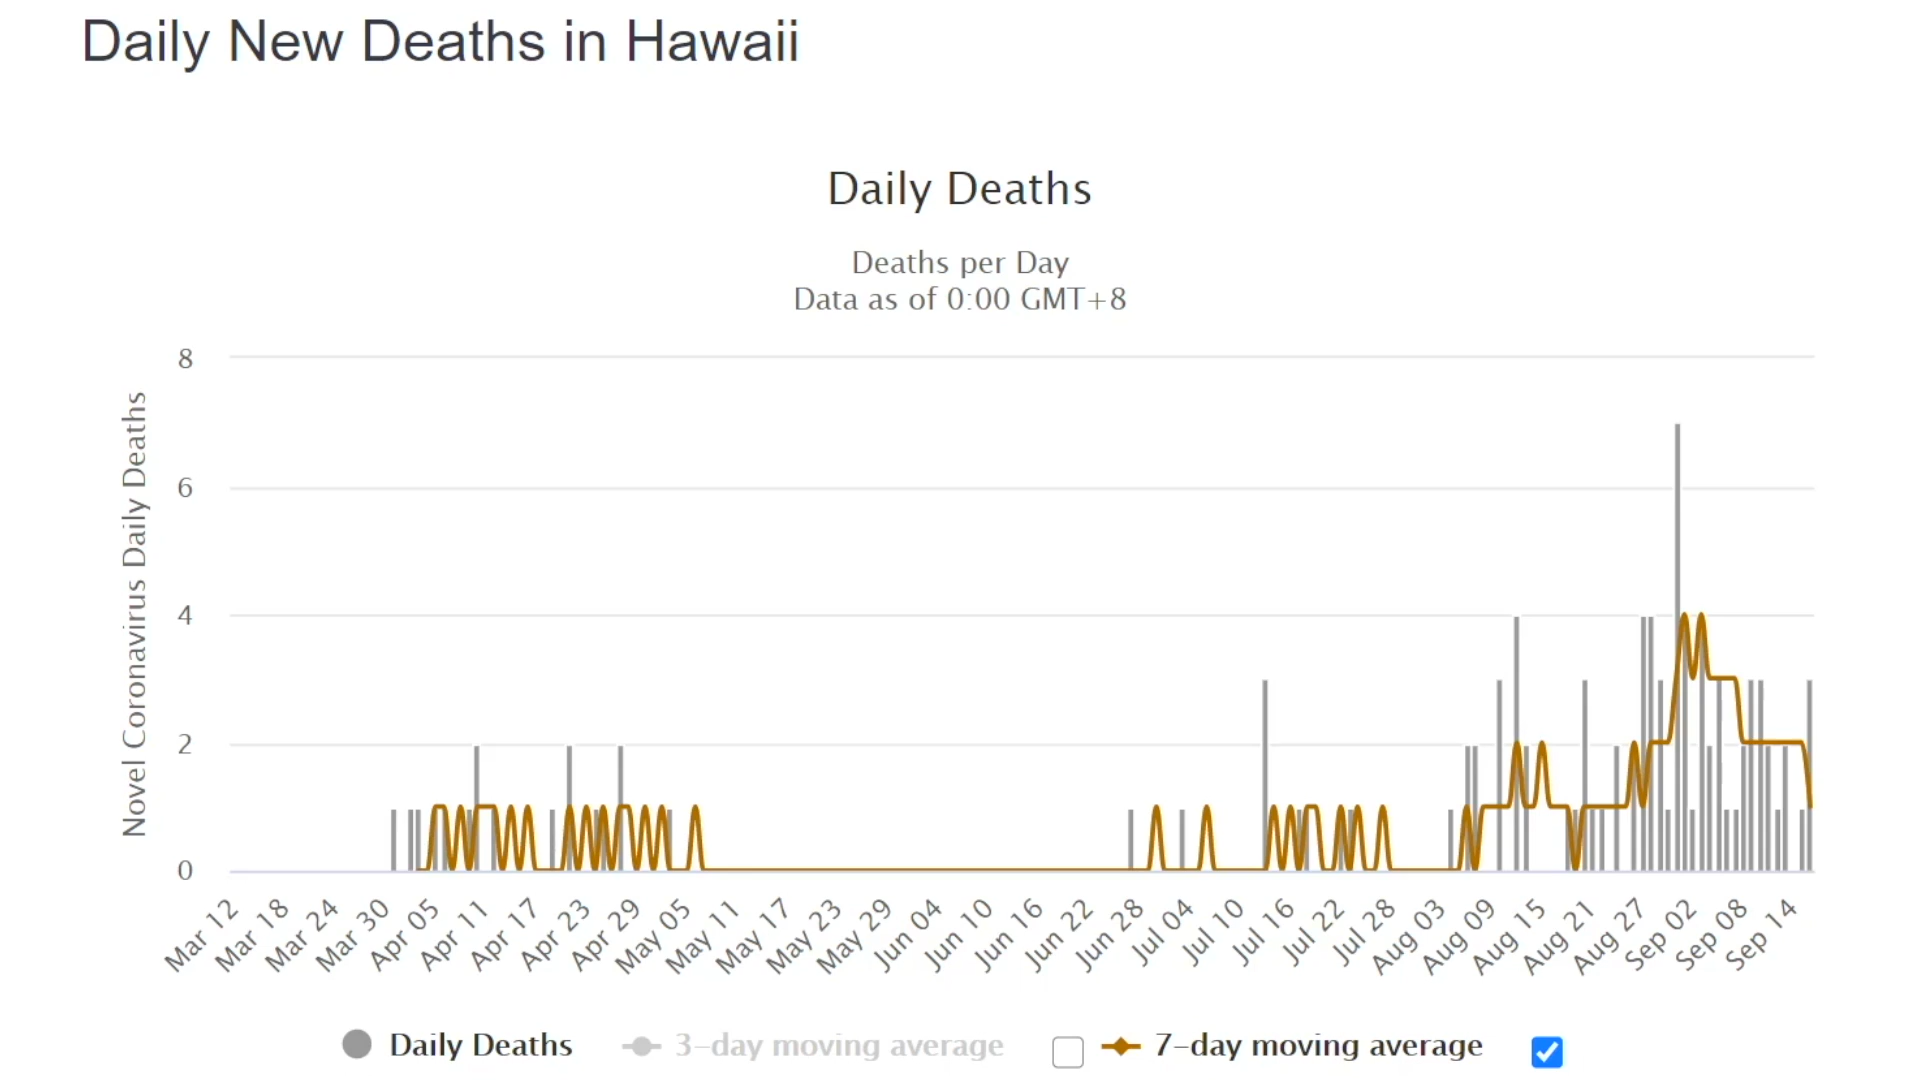 Daily New Deaths in Hawaii
Daily Deaths
Deaths per Day
Data as of 0:00 GMT+8
Novel Coronavirus Daily Deaths
8
6
4
2
0
Mar 12
Mar 18
Mar 24
Mar 30
Apr 05
Apr 11
Apr 17
Apr 23
Apr 29
May 05
May 11
May 17
May 23
May 29
Jun 04
Jun 10
Jun 16
Jun 22
Jun 28
Jul 04
Jul 10
Jul 16
Jul 22
Jul 28
Aug 03
Aug 09
Aug 15
Aug 21
Aug 27
Sep 02
Sep 08
Sep 14
Daily Deaths
3-day moving average
7-day moving average